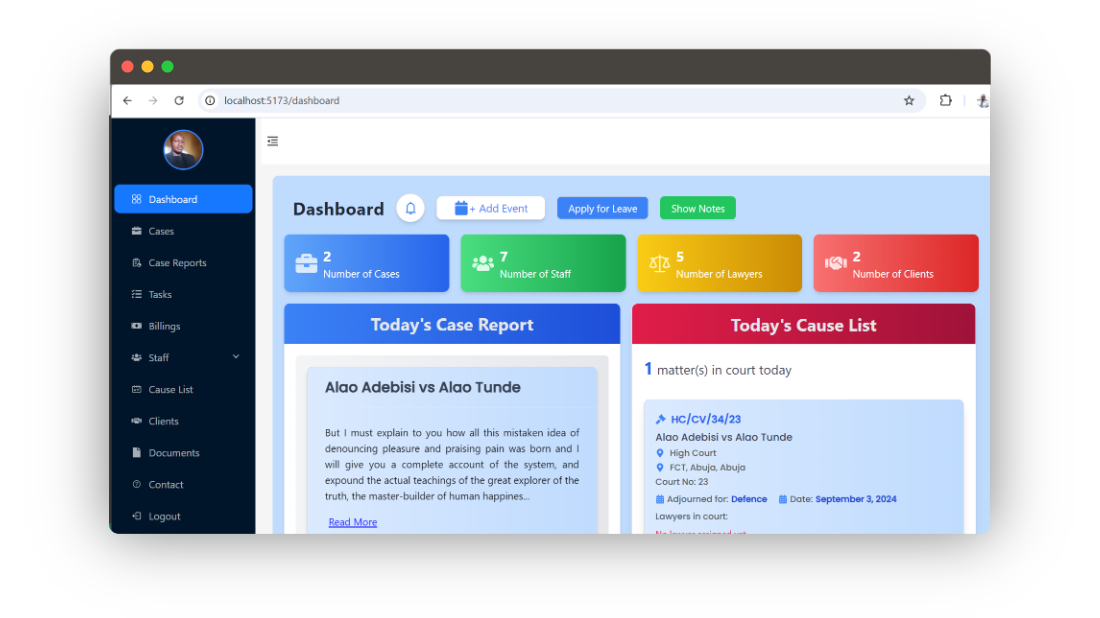 localhost:5173/dashboard
Dashboard
Cases
Case Reports
Tasks
Billings
Staff
Cause List
Clients
Documents
Contact
Logout
Dashboard
+ Add Event
Apply for Leave
Show Notes
2
Number of Cases
7
Number of Staff
5
Number of Lawyers
2
Number of Clients
Today's Case Report
Alao Adebisi vs Alao Tunde
But I must explain to you how all this mistaken idea of
denouncing pleasure and praising pain was born and I
will give you a complete account of the system, and
expound the actual teachings of the great explorer of the
truth, the master-builder of human happines...
Read More
Today's Cause List
1 matter(s) in court today
HC/CV/34/23
Alao Adebisi vs Alao Tunde
High Court
FCT, Abuja, Abuja
Court No: 23
Adjourned for: Defence Date: September 3, 2024
Lawyers in court:
No lawyer assigned yet